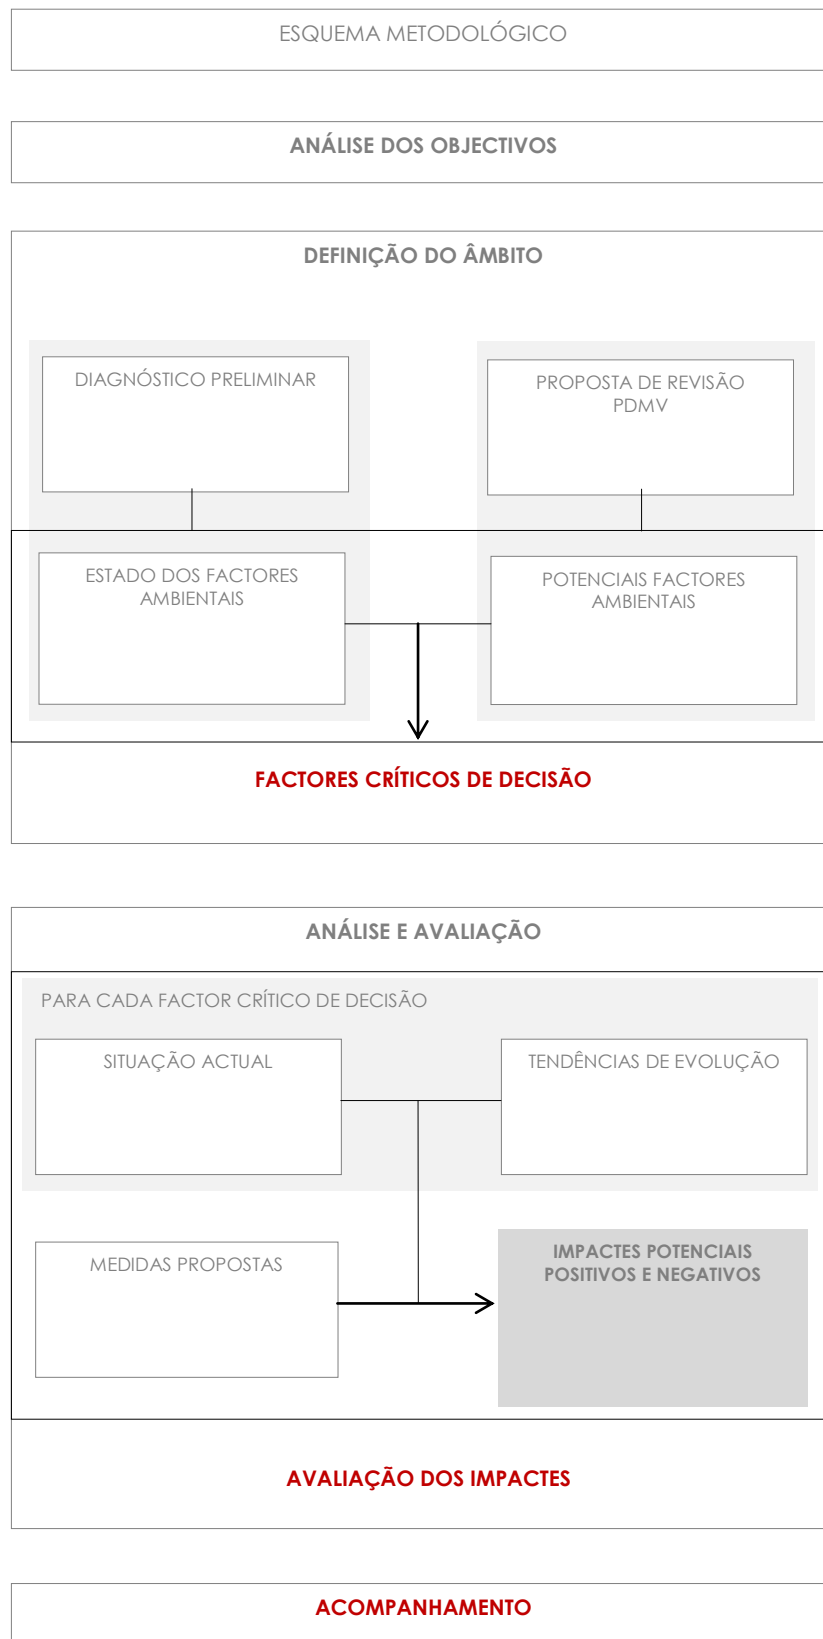 ESQUEMA METODOLÓGICO
ANÁLISE DOS OBJECTIVOS
DEFINIÇÃO DO ÂMBITO
DIAGNÓSTICO PRELIMINAR
PROPOSTA DE REVISÃO
PDMV
ESTADO DOS FACTORES
AMBIENTAIS
POTENCIAIS FACTORES
AMBIENTAIS
FACTORES CRÍTICOS DE DECISÃO
ANÁLISE E AVALIAÇÃO
PARA CADA FACTOR CRÍTICO DE DECISÃO
SITUAÇÃO ACTUAL
TENDÊNCIAS DE EVOLUÇÃO
MEDIDAS PROPOSTAS
IMPACTES POTENCIAIS
POSITIVOS E NEGATIVOS
AVALIAÇÃO DOS IMPACTES
ACOMPANHAMENTO